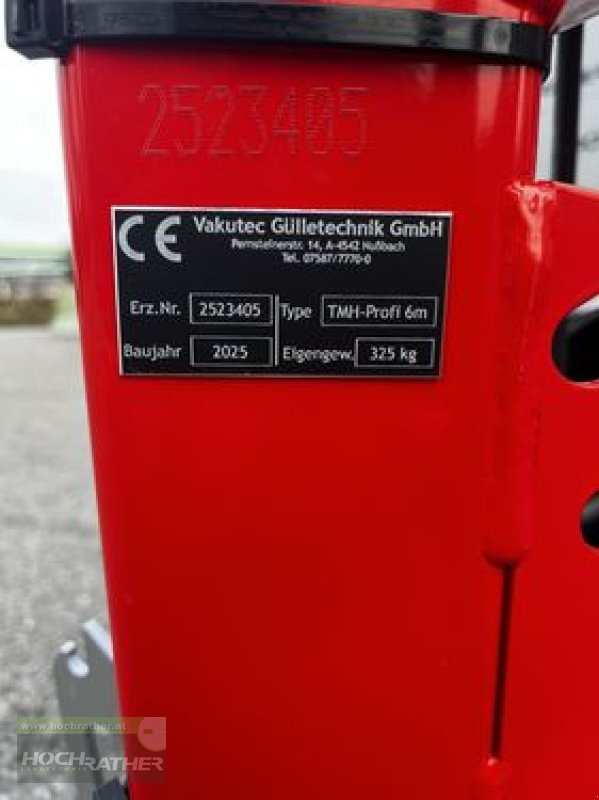 2523405
CE Vakutec Gülletechnik GmbH
Pernsteinerstr. 14, A-4542 Nußbach
Tel. 07587/7770-0
Erz.Nr. 2523405 Type TMH-Profi 6m
Baujahr 2025 Eigengew. 325 kg
www.hochrather.at
HOCHRATHER
LANDTECHNIK